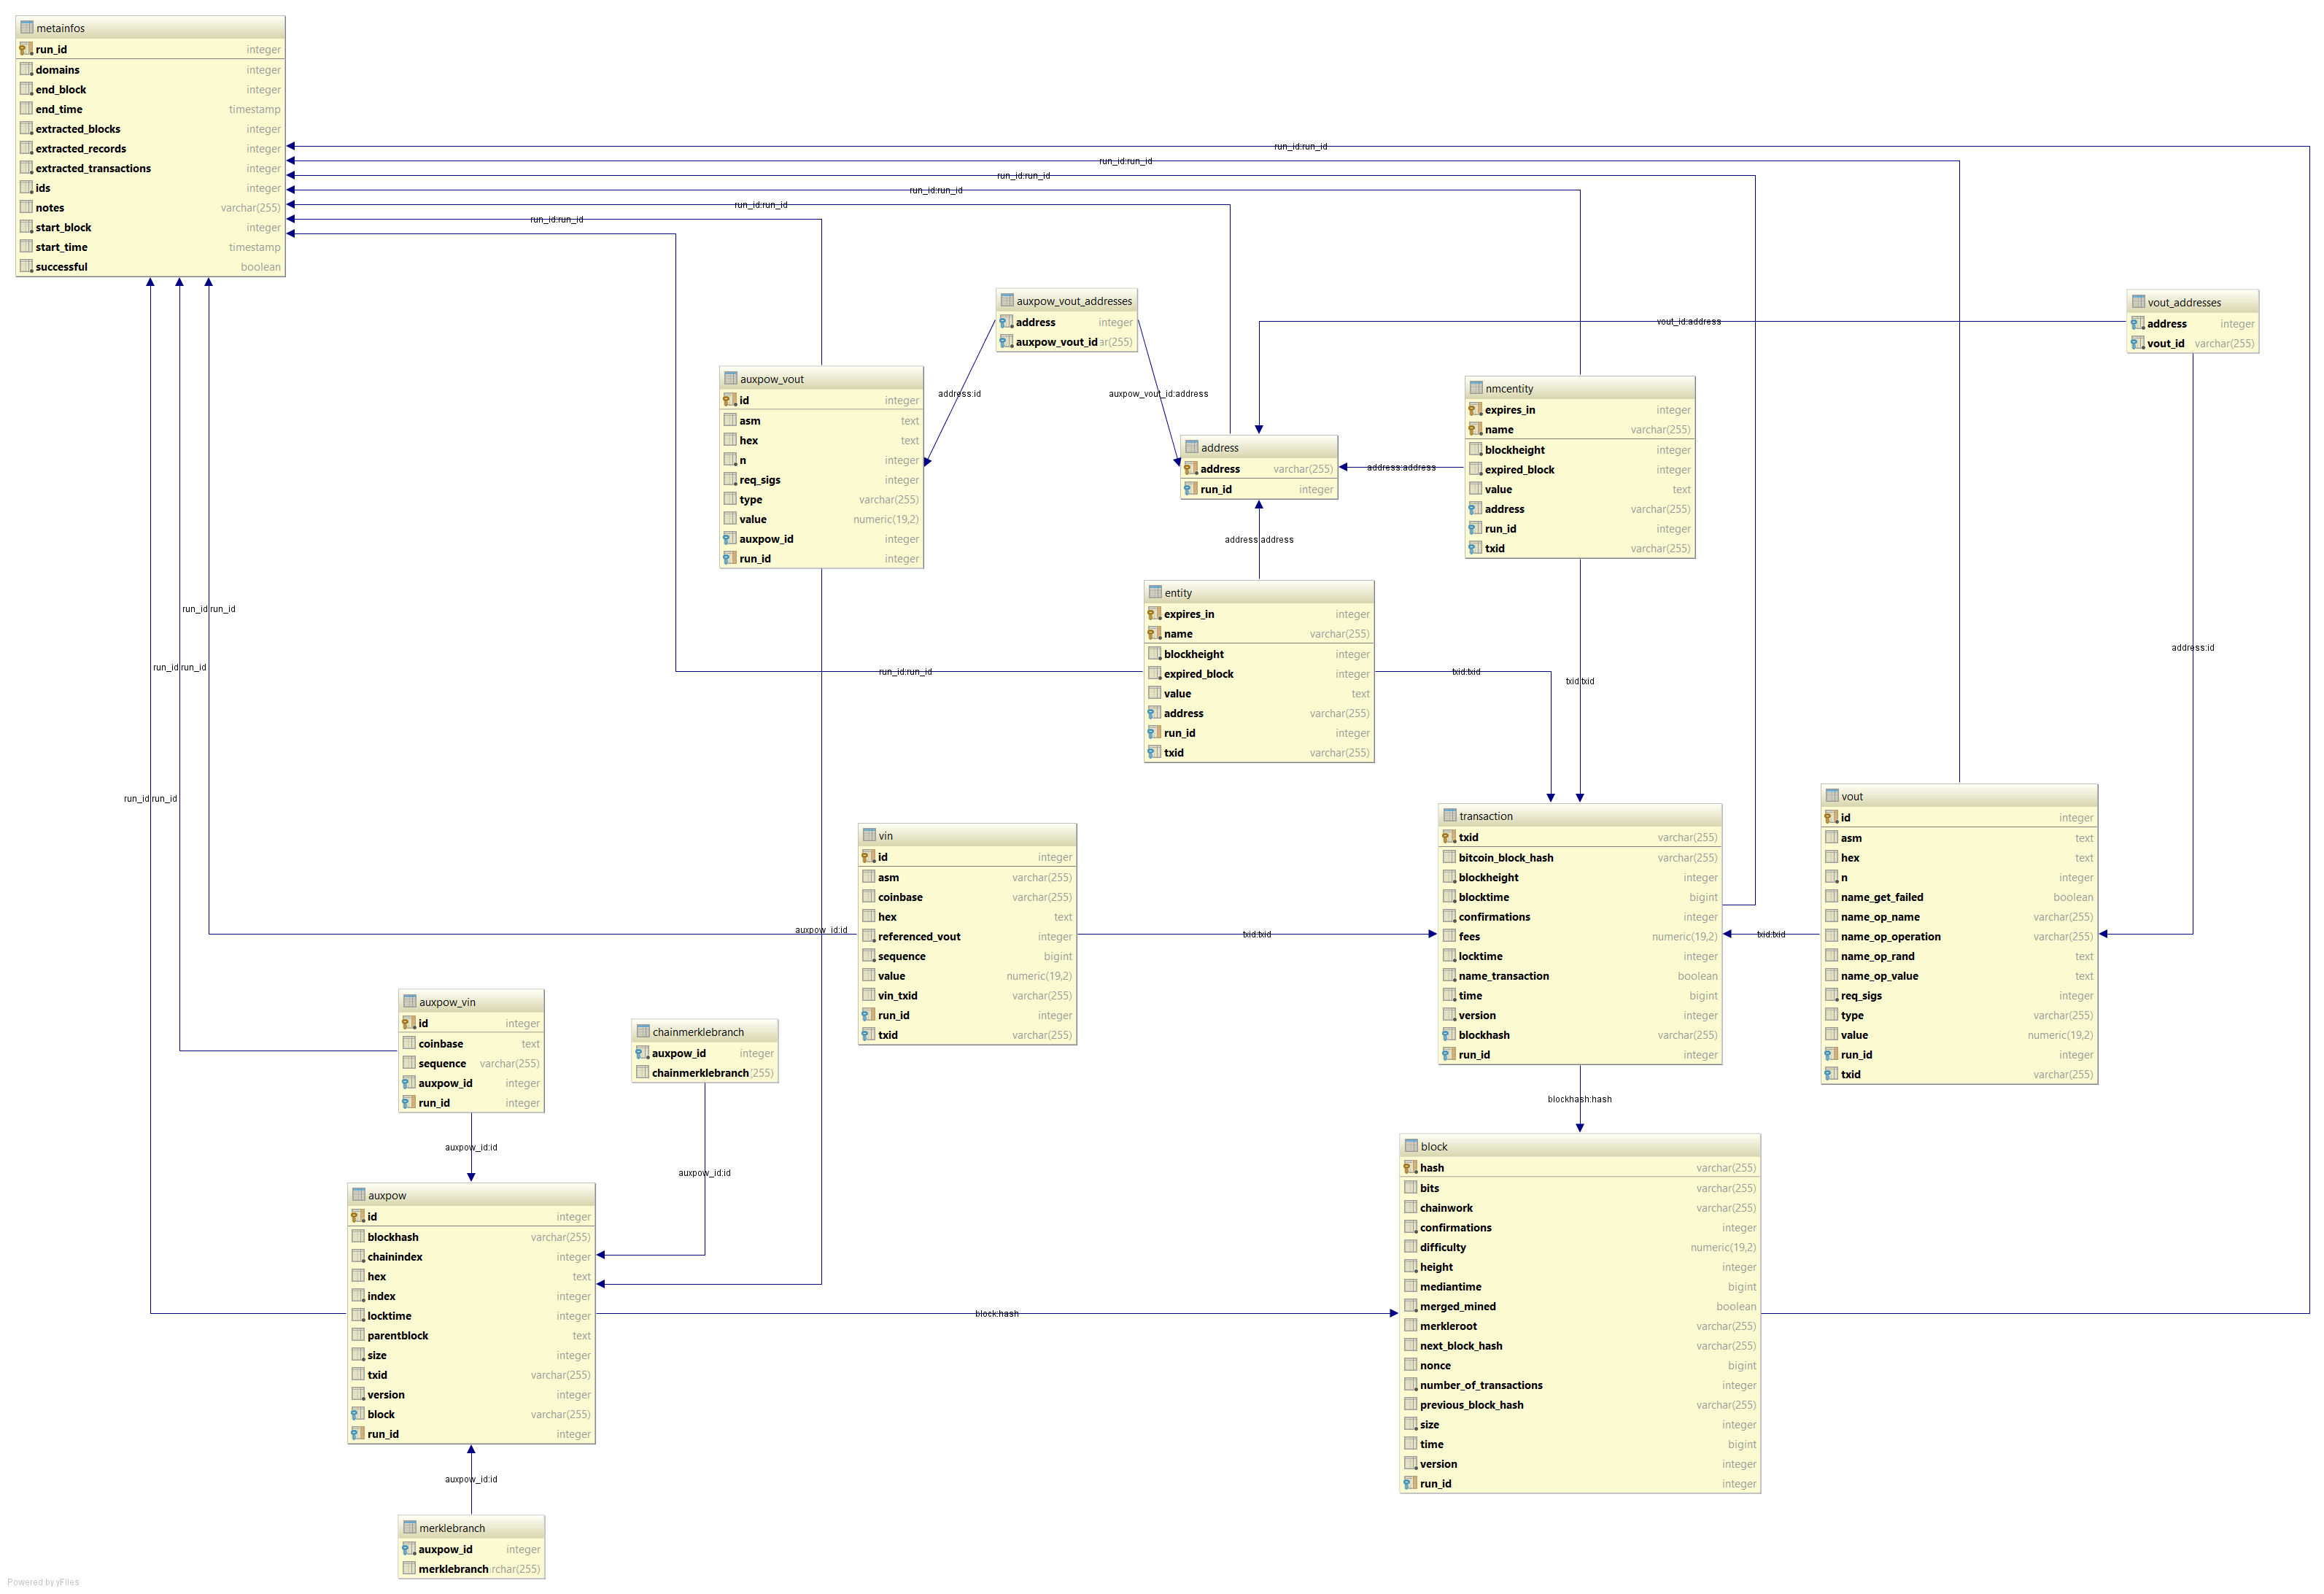 metainfos
run_id integer
domains integer
end_block integer
end_time timestamp
extracted_blocks integer
extracted_records integer
extracted_transactions integer
ids integer
notes varchar(255)
start_block integer
start_time timestamp
successful boolean
run_id:run_id
run_id:run_id
run_id:run_id
run_id:run_id
run_id:run_id
run_id:run_id
auxpow_vout_addresses
address integer
auxpow_vout_id ar(255)
vout_addresses
address integer
vout_id varchar(255)
vout_id:address
auxpow_vout
id integer
asm text
hex text
n integer
req_sigs integer
type varchar(255)
value numeric(19,2)
auxpow_id integer
run_id integer
address:id
auxpow_vout_id:address
address
address varchar(255)
run_id integer
address:address
nmcentity
expires_in integer
name varchar(255)
blockheight integer
expired_block integer
value text
address varchar(255)
run_id integer
txid varchar(255)
address:address
entity
expires_in integer
name varchar(255)
blockheight integer
expired_block integer
value text
address varchar(255)
run_id integer
txid varchar(255)
run_id:run_id
run_id:run_id
run_id:run_id
run_id:run_id
txid:txid
txid:txid
address:id
vin
id integer
asm varchar(255)
coinbase varchar(255)
hex text
referenced_vout integer
sequence bigint
value numeric(19,2)
vin_txid varchar(255)
run_id integer
txid varchar(255)
auxpow_id:id
txid:txid
transaction
txid varchar(255)
bitcoin_block_hash varchar(255)
blockheight integer
blocktime bigint
confirmations integer
fees numeric(19,2)
locktime integer
name_transaction boolean
time bigint
version integer
blockhash varchar(255)
run_id integer
txid:txid
vout
id integer
asm text
hex text
n integer
name_get_failed boolean
name_op_name varchar(255)
name_op_operation varchar(255)
name_op_rand text
name_op_value text
req_sigs integer
type varchar(255)
value numeric(19,2)
run_id integer
txid varchar(255)
auxpow_vin
id integer
coinbase text
sequence varchar(255)
auxpow_id integer
run_id integer
chainmerklebranch
auxpow_id integer
chainmerklebranch (255)
auxpow_id:id
auxpow_id:id
blockhash:hash
auxpow
id integer
blockhash varchar(255)
chainindex integer
hex text
index integer
locktime integer
parentblock text
size integer
txid varchar(255)
version integer
block varchar(255)
run_id integer
block:hash
block
hash varchar(255)
bits varchar(255)
chainwork varchar(255)
confirmations integer
difficulty numeric(19,2)
height integer
mediantime bigint
merged_mined boolean
merkleroot varchar(255)
next_block_hash varchar(255)
nonce bigint
number_of_transactions integer
previous_block_hash varchar(255)
size integer
time bigint
version integer
run_id integer
auxpow_id:id
merklebranch
auxpow_id integer
merklebranch rchar(255)
Powered by yFiles